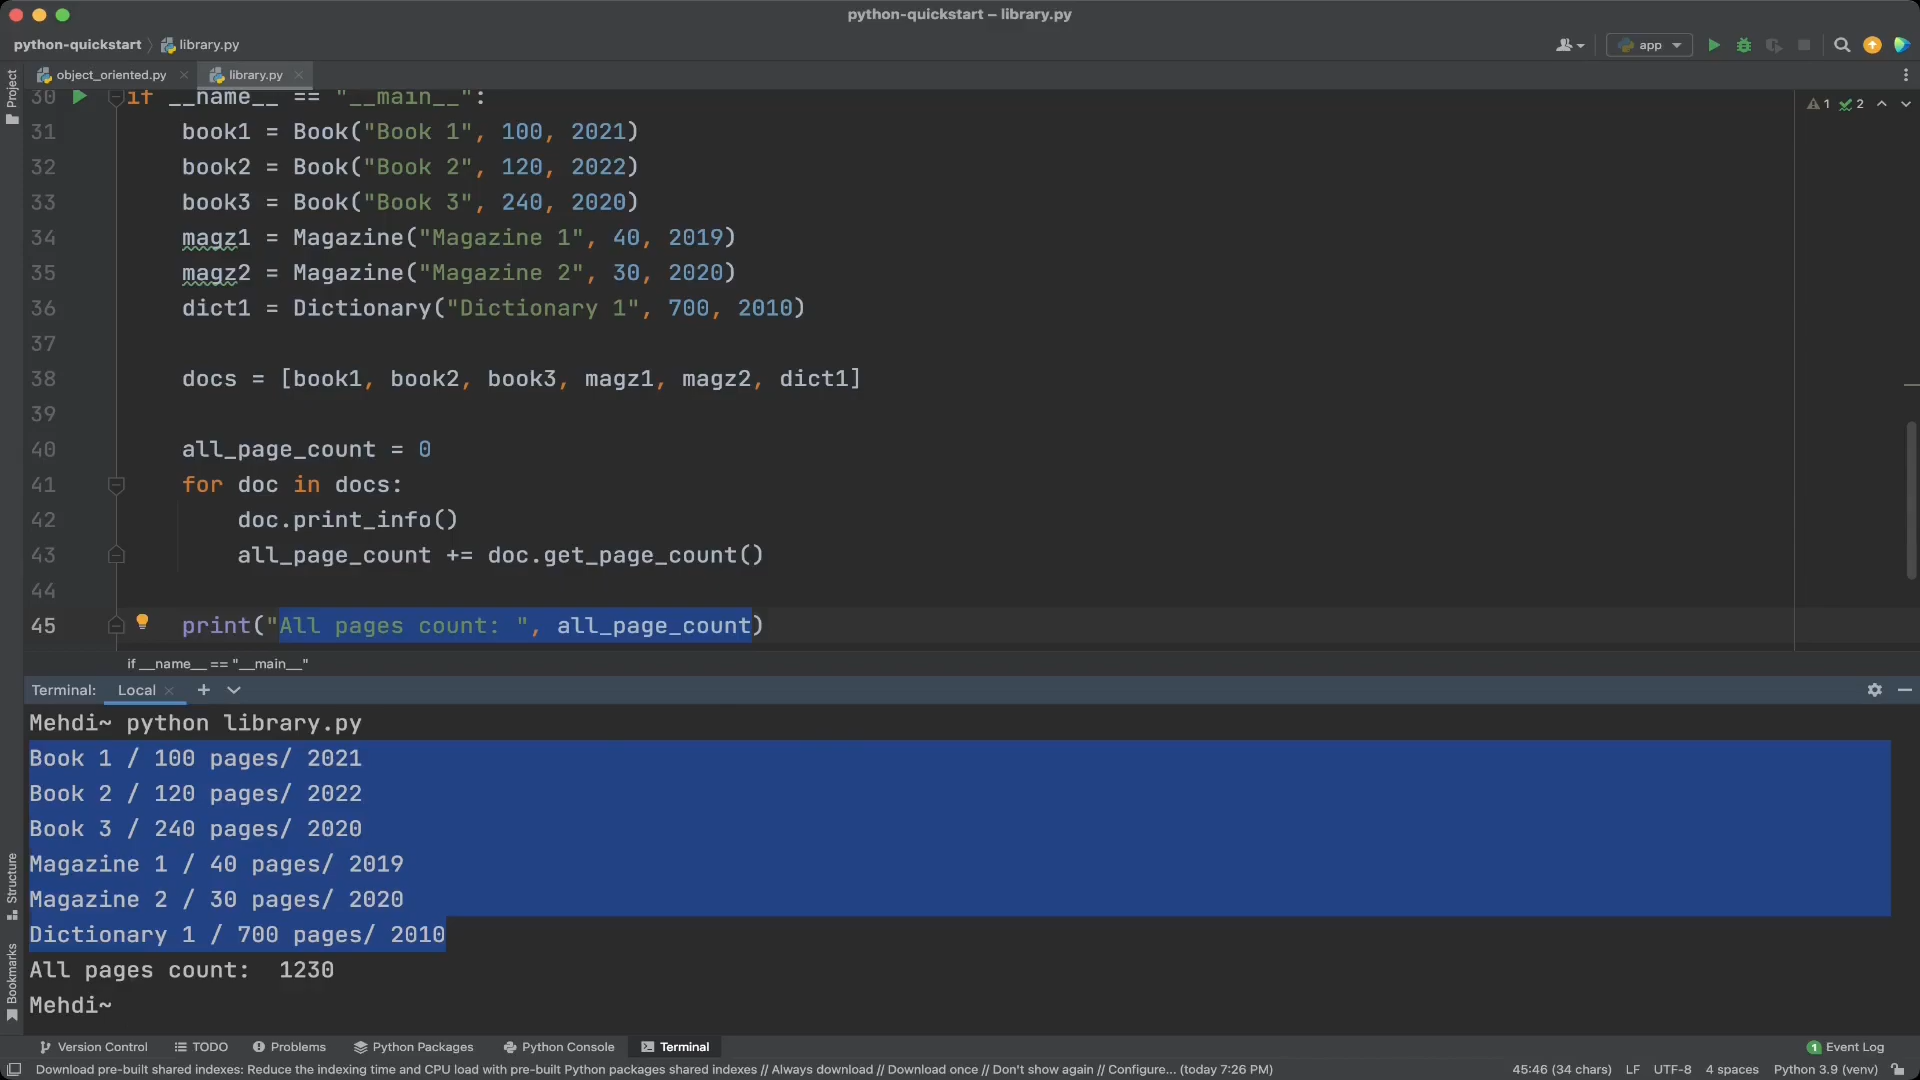 python-quickstart – library.py
python-quickstart
library.py
app
object_oriented.py
library.py
Project
30 if __name__ == "__main__":
1 2
31 book1 = Book("Book 1", 100, 2021)
32 book2 = Book("Book 2", 120, 2022)
33 book3 = Book("Book 3", 240, 2020)
34 magz1 = Magazine("Magazine 1", 40, 2019)
35 magz2 = Magazine("Magazine 2", 30, 2020)
36 dict1 = Dictionary("Dictionary 1", 700, 2010)
37
38 docs = [book1, book2, book3, magz1, magz2, dict1]
39
40 all_page_count = 0
41 for doc in docs:
42 doc.print_info()
43 all_page_count += doc.get_page_count()
44
45 print("All pages count: ", all_page_count)
if __name__ == "__main__"
Terminal: Local
Mehdi~ python library.py
Book 1 / 100 pages/ 2021
Book 2 / 120 pages/ 2022
Book 3 / 240 pages/ 2020
Magazine 1 / 40 pages/ 2019
Magazine 2 / 30 pages/ 2020
Dictionary 1 / 700 pages/ 2010
All pages count:  1230
Mehdi~
Structure
Bookmarks
Version Control TODO Problems Python Packages Python Console Terminal 1 Event Log
Download pre-built shared indexes: Reduce the indexing time and CPU load with pre-built Python packages shared indexes // Always download // Download once // Don't show again // Configure... (today 7:26 PM) 45:46 (34 chars) LF UTF-8 4 spaces Python 3.9 (venv)